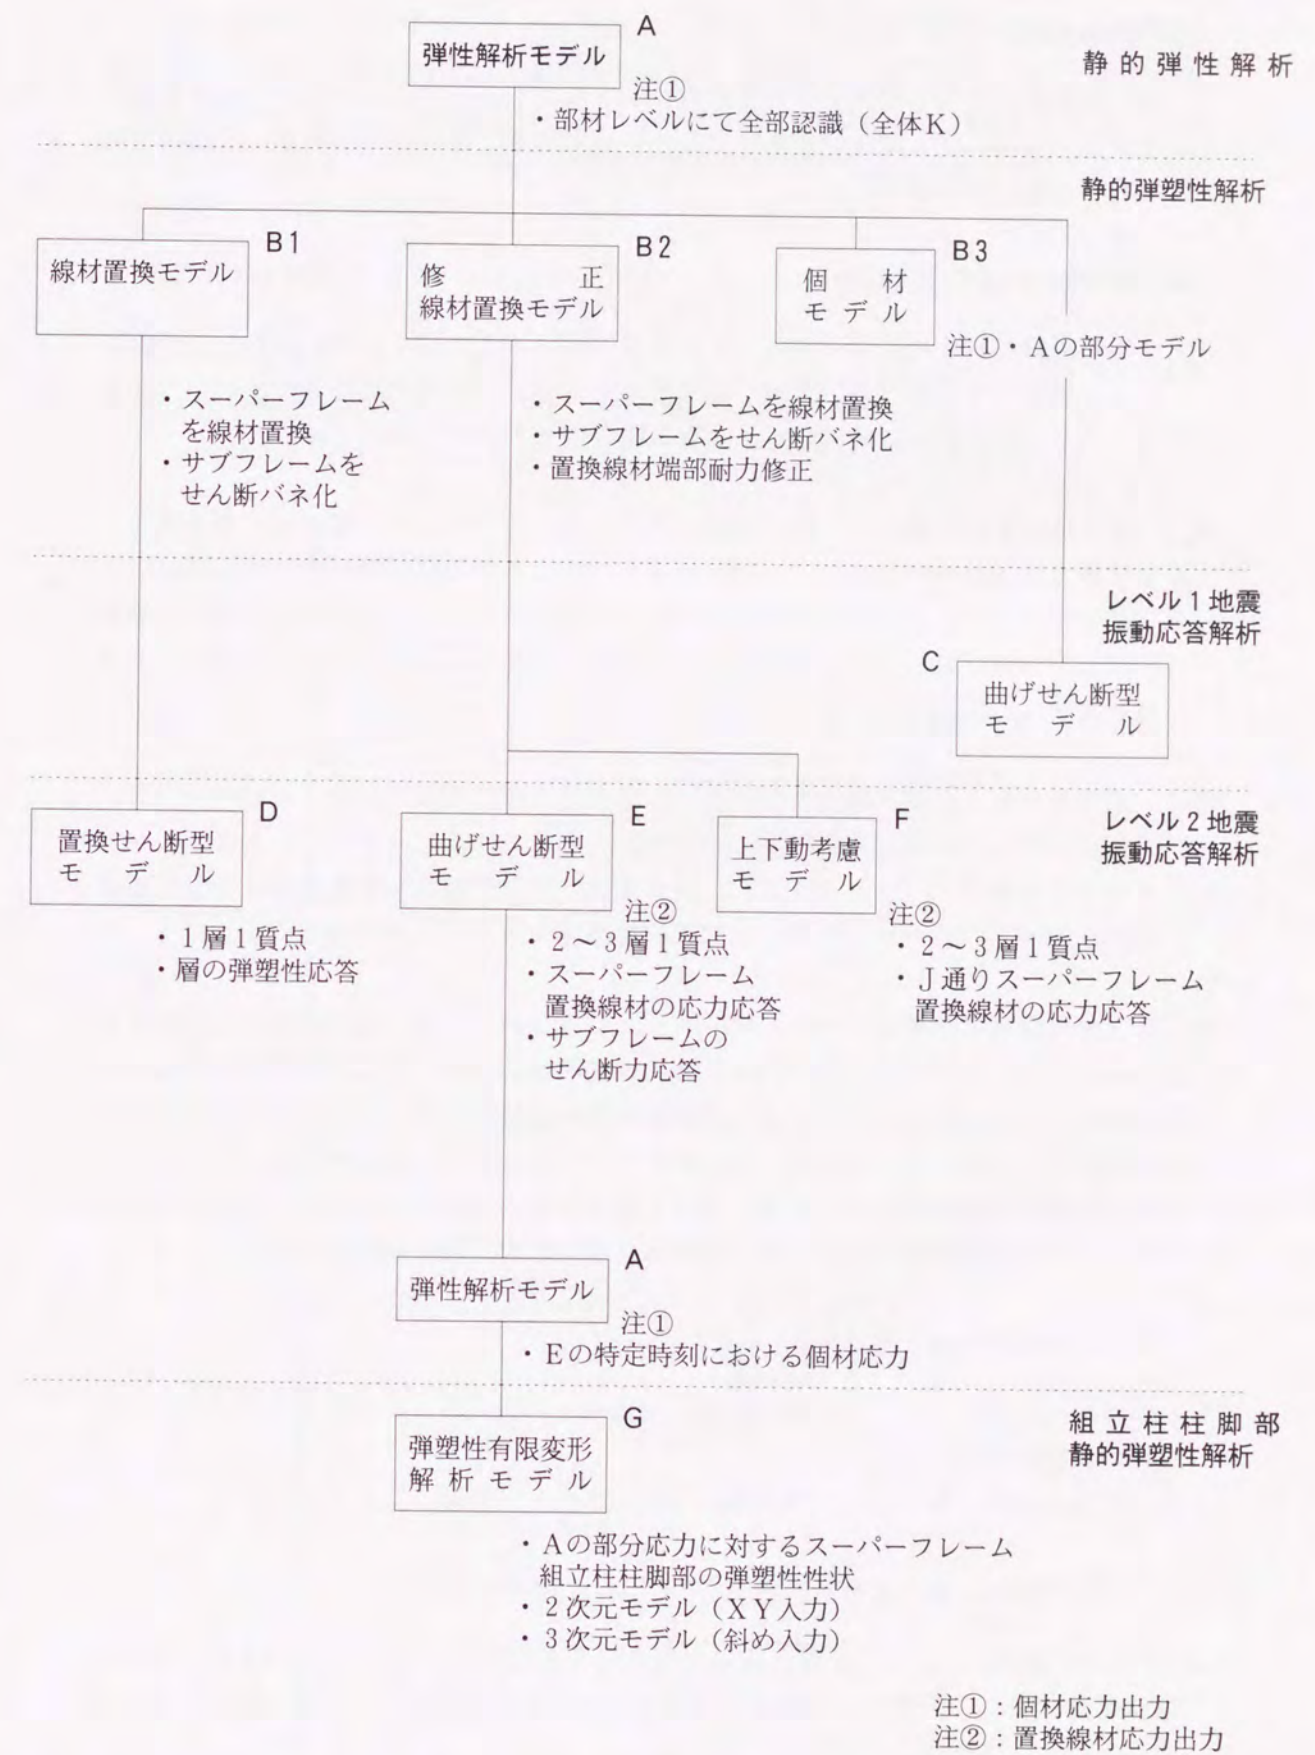 A
弾性解析モデル
静的弾性解析
注①
・部材レベルにて全部認識（全体K）
静的弾塑性解析
B1
線材置換モデル
・スーパーフレーム
を線材置換
・サブフレームを
せん断バネ化
B2
修正
線材置換モデル
・スーパーフレームを線材置換
・サブフレームをせん断バネ化
・置換線材端部耐力修正
B3
個材
モデル
注①・Aの部分モデル
レベル1地震
振動応答解析
C
曲げせん断型
モデル
レベル2地震
振動応答解析
D
置換せん断型
モデル
・1層1質点
・層の弾塑性応答
E
曲げせん断型
モデル
注②
・2～3層1質点
・スーパーフレーム
置換線材の応力応答
・サブフレームの
せん断力応答
F
上下動考慮
モデル
注②
・2～3層1質点
・J通りスーパーフレーム
置換線材の応力応答
A
弾性解析モデル
注①
・Eの特定時刻における個材応力
組立柱柱脚部
静的弾塑性解析
G
弾塑性有限変形
解析モデル
・Aの部分応力に対するスーパーフレーム
組立柱柱脚部の弾塑性性状
・2次元モデル（XY入力）
・3次元モデル（斜め入力）
注①：個材応力出力
注②：置換線材応力出力